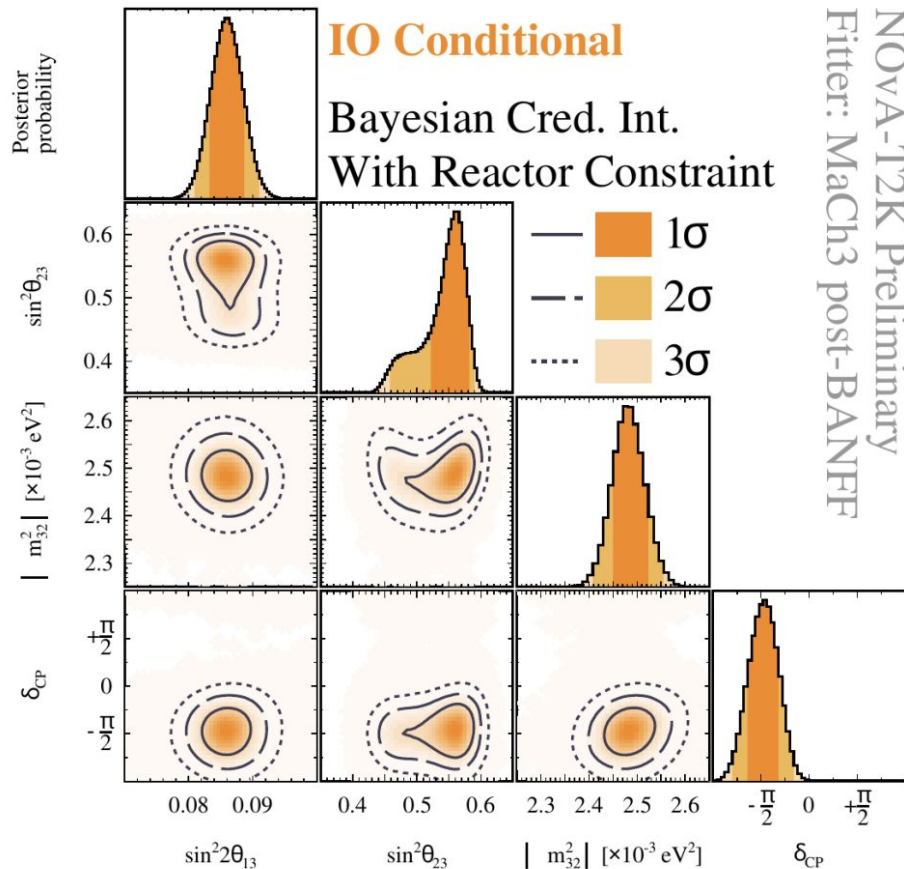 IO Conditional
Bayesian Cred. Int.
With Reactor Constraint
NOvA-T2K Preliminary
Fitter: MaCh3 post-BANFF
1σ
2σ
3σ
Posterior
probability
sin²θ₂₃
0.6
0.5
0.4
| m²₃₂| [×10⁻³ eV²]
2.6
2.5
2.4
2.3
δ_CP
+π/2
0
-π/2
0.08 0.09
0.4 0.5 0.6
2.3 2.4 2.5 2.6
-π/2 0 +π/2
sin²2θ₁₃
sin²θ₂₃
| m²₃₂| [×10⁻³ eV²]
δ_CP